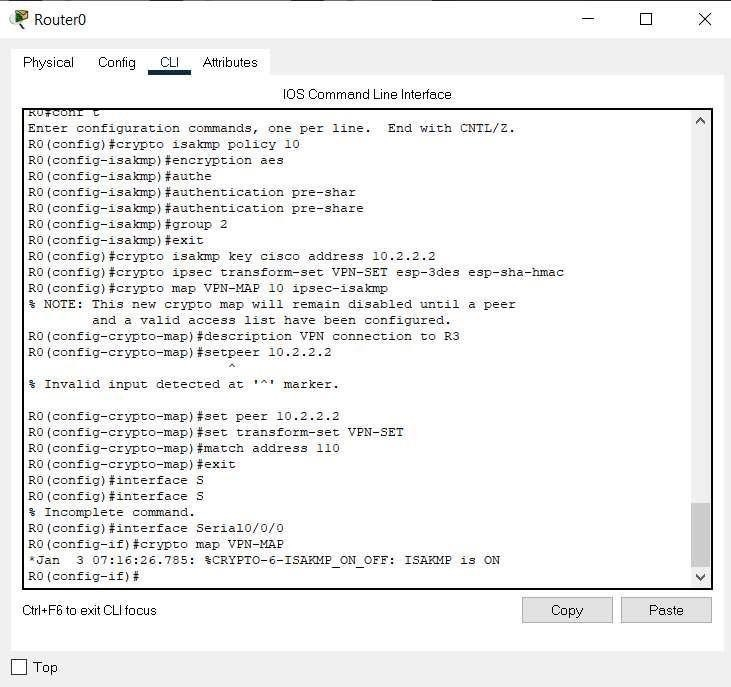 Router0
Physical Config CLI Attributes
IOS Command Line Interface
R0#conf t
Enter configuration commands, one per line.  End with CNTL/Z.
R0(config)#crypto isakmp policy 10
R0(config-isakmp)#encryption aes
R0(config-isakmp)#authe
R0(config-isakmp)#authentication pre-shar
R0(config-isakmp)#authentication pre-share
R0(config-isakmp)#group 2
R0(config-isakmp)#exit
R0(config)#crypto isakmp key cisco address 10.2.2.2
R0(config)#crypto ipsec transform-set VPN-SET esp-3des esp-sha-hmac
R0(config)#crypto map VPN-MAP 10 ipsec-isakmp
% NOTE: This new crypto map will remain disabled until a peer
        and a valid access list have been configured.
R0(config-crypto-map)#description VPN connection to R3
R0(config-crypto-map)#setpeer 10.2.2.2
                          ^
% Invalid input detected at '^' marker.
R0(config-crypto-map)#set peer 10.2.2.2
R0(config-crypto-map)#set transform-set VPN-SET
R0(config-crypto-map)#match address 110
R0(config-crypto-map)#exit
R0(config)#interface S
R0(config)#interface S
% Incomplete command.
R0(config)#interface Serial0/0/0
R0(config-if)#crypto map VPN-MAP
*Jan  3 07:16:26.785: %CRYPTO-6-ISAKMP_ON_OFF: ISAKMP is ON
R0(config-if)#
Ctrl+F6 to exit CLI focus
Copy Paste
Top